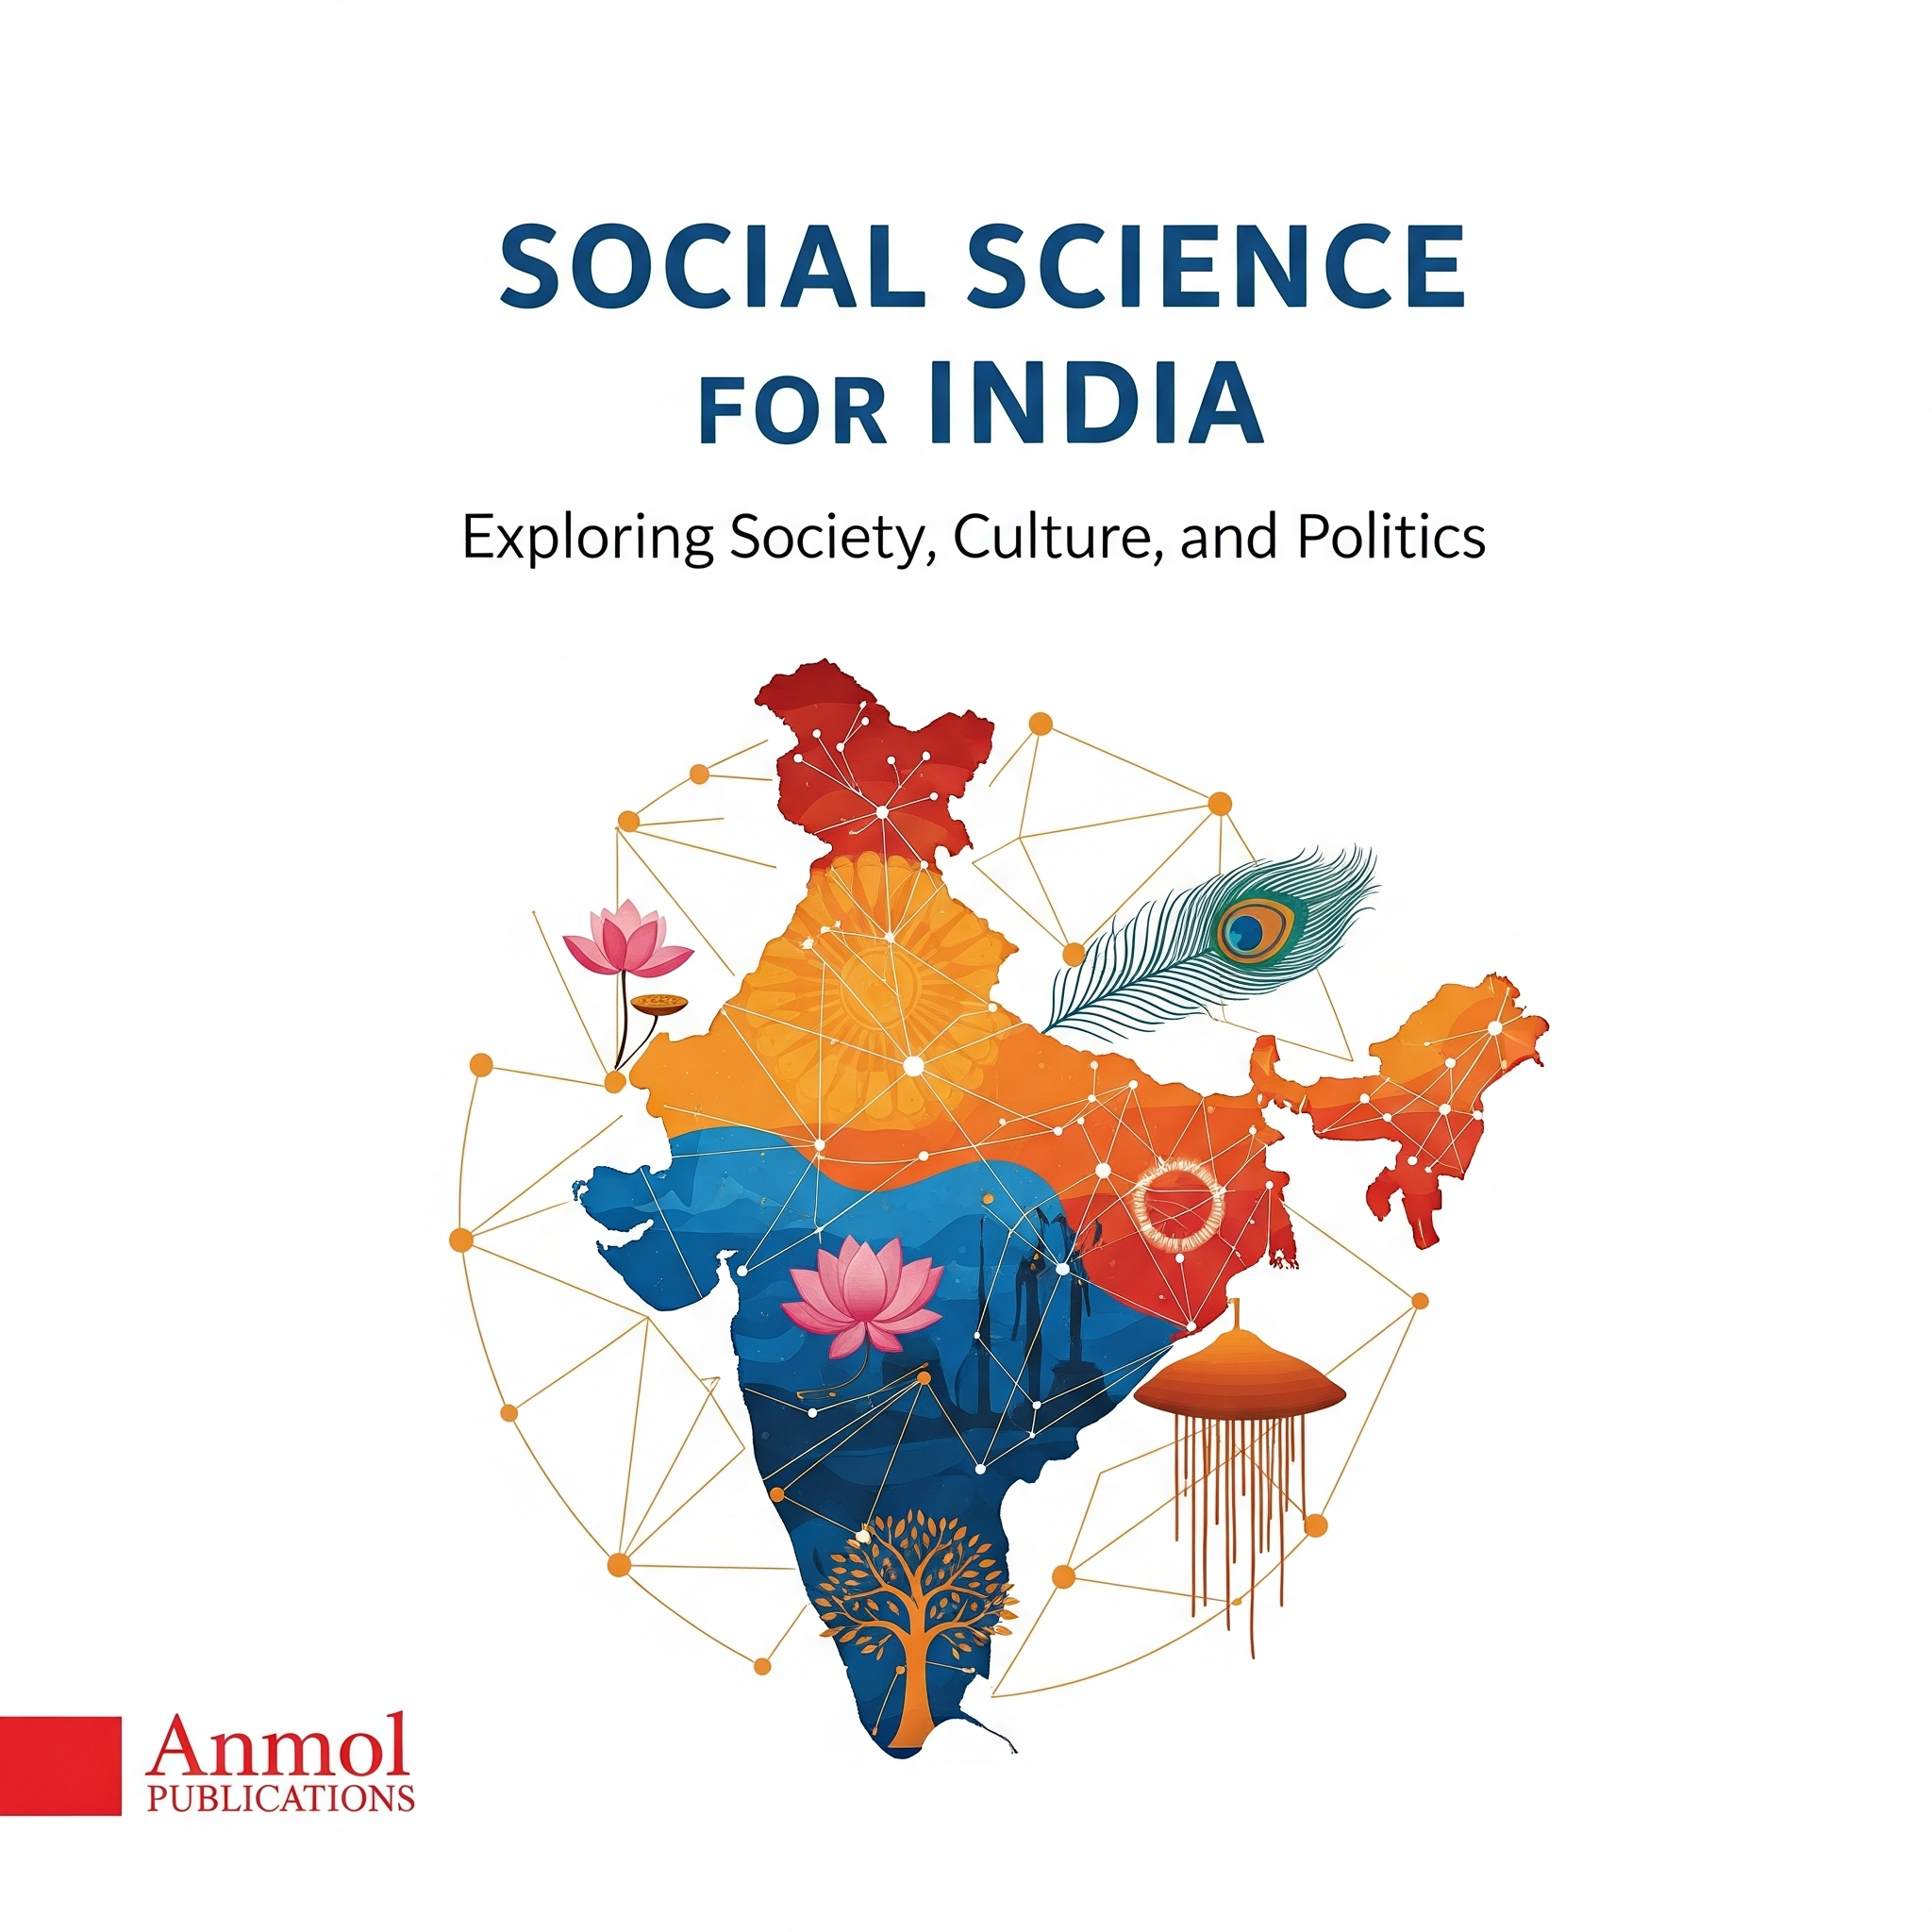 SOCIAL SCIENCE
FOR INDIA
Exploring Society, Culture, and Politics
Anmol
PUBLICATIONS